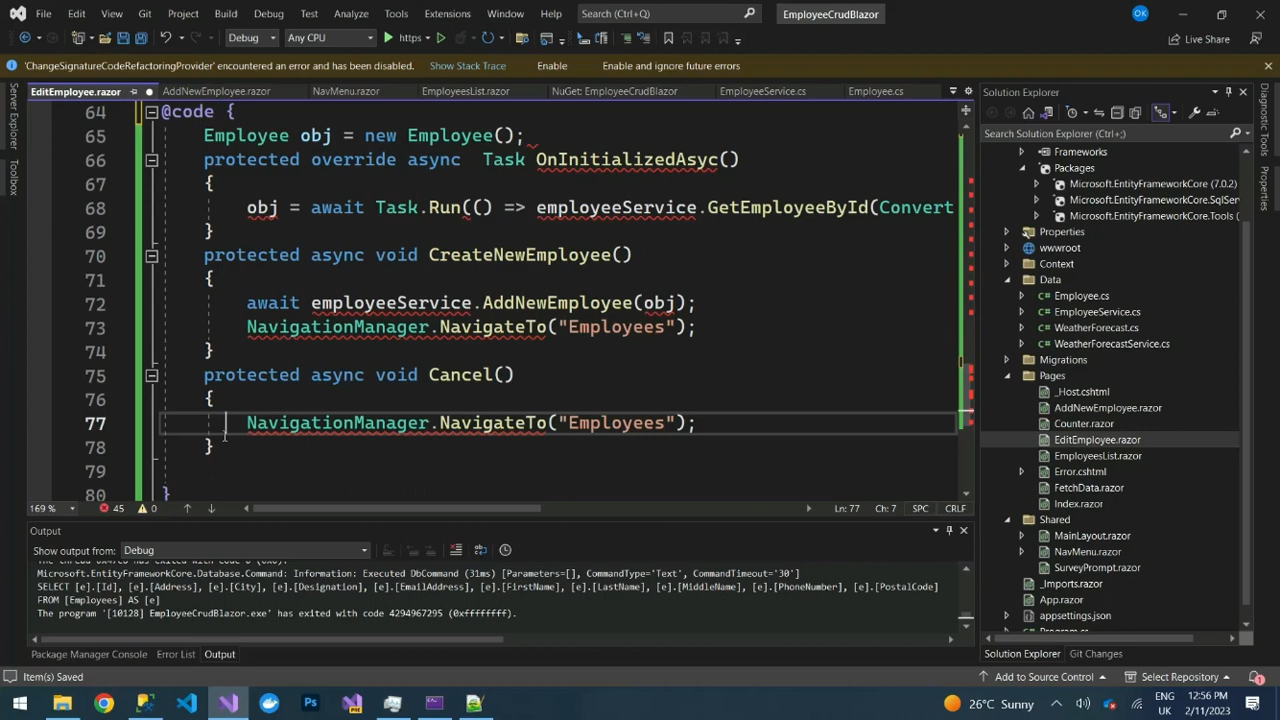 File Edit View Git Project Build Debug Test Analyze Tools Extensions Window Help Search (Ctrl+Q) EmployeeCrudBlazor OK
Debug Any CPU https Live Share
'ChangeSignatureCodeRefactoringProvider' encountered an error and has been disabled. Show Stack Trace Enable Enable and ignore future errors
EditEmployee.razor AddNewEmployee.razor NavMenu.razor EmployeesList.razor NuGet: EmployeeCrudBlazor EmployeeService.cs Employee.cs
Server Explorer
Toolbox
64 @code {
65 Employee obj = new Employee();
66 protected override async Task OnInitializedAsyc()
67 {
68 obj = await Task.Run(() => employeeService.GetEmployeeById(Convert
69 }
70 protected async void CreateNewEmployee()
71 {
72 await employeeService.AddNewEmployee(obj);
73 NavigationManager.NavigateTo("Employees");
74 }
75 protected async void Cancel()
76 {
77 NavigationManager.NavigateTo("Employees");
78 }
79
80 }
169 % 45 0 Ln: 77 Ch: 7 SPC CRLF
Output
Show output from: Debug
Microsoft.EntityFrameworkCore.Database.Command: Information: Executed DbCommand (31ms) [Parameters=[], CommandType='Text', CommandTimeout='30']
SELECT [e].[Id], [e].[Address], [e].[City], [e].[Designation], [e].[EmailAddress], [e].[FirstName], [e].[LastName], [e].[MiddleName], [e].[PhoneNumber], [e].[PostalCode]
FROM [Employees] AS [e]
The program '[10128] EmployeeCrudBlazor.exe' has exited with code 4294967295 (0xffffffff).
Package Manager Console Error List Output
Solution Explorer
Search Solution Explorer (Ctrl+;)
Frameworks
Packages
Microsoft.EntityFrameworkCore (7.0.2)
Microsoft.EntityFrameworkCore.SqlServ
Microsoft.EntityFrameworkCore.Tools (
Properties
wwwroot
Context
Data
Employee.cs
EmployeeService.cs
WeatherForecast.cs
WeatherForecastService.cs
Migrations
Pages
_Host.cshtml
AddNewEmployee.razor
Counter.razor
EditEmployee.razor
EmployeesList.razor
Error.cshtml
FetchData.razor
Index.razor
Shared
MainLayout.razor
NavMenu.razor
SurveyPrompt.razor
_Imports.razor
App.razor
appsettings.json
Solution Explorer Git Changes
Diagnostic Tools
Properties
Item(s) Saved Add to Source Control Select Repository 1
26°C Sunny ENG UK 12:56 PM 2/11/2023